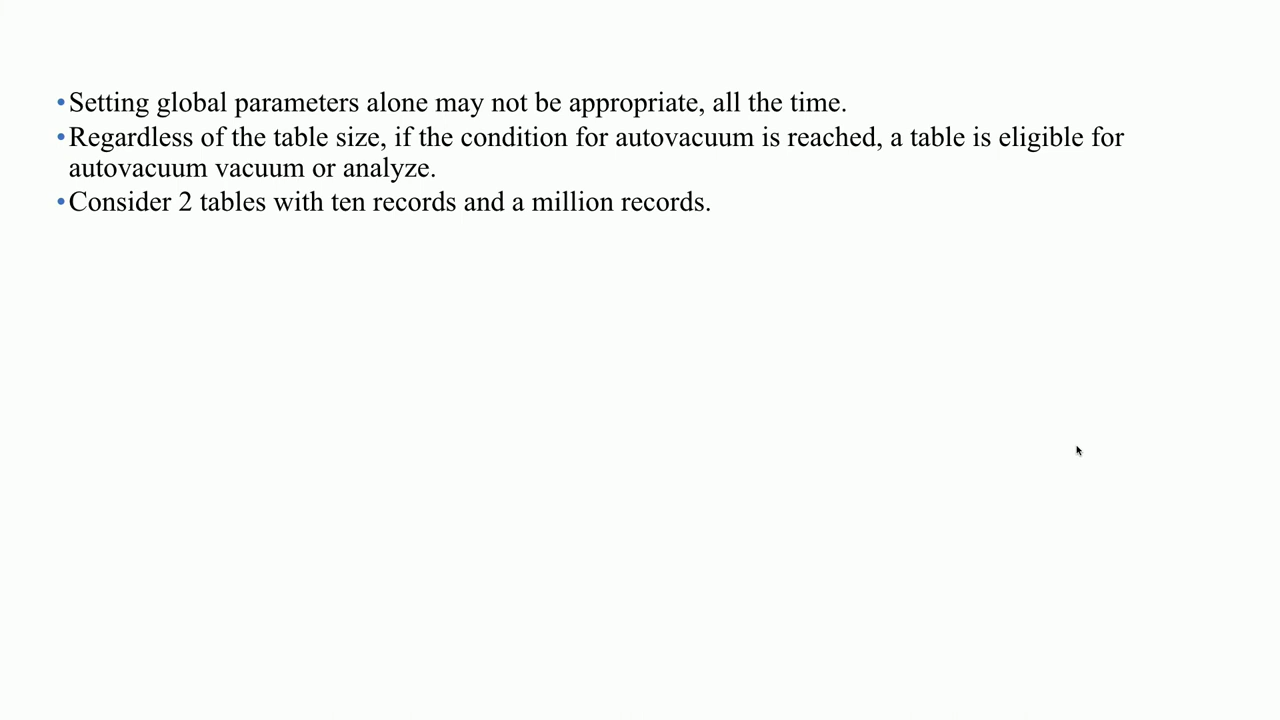 •Setting global parameters alone may not be appropriate, all the time.
•Regardless of the table size, if the condition for autovacuum is reached, a table is eligible for
autovacuum vacuum or analyze.
•Consider 2 tables with ten records and a million records.